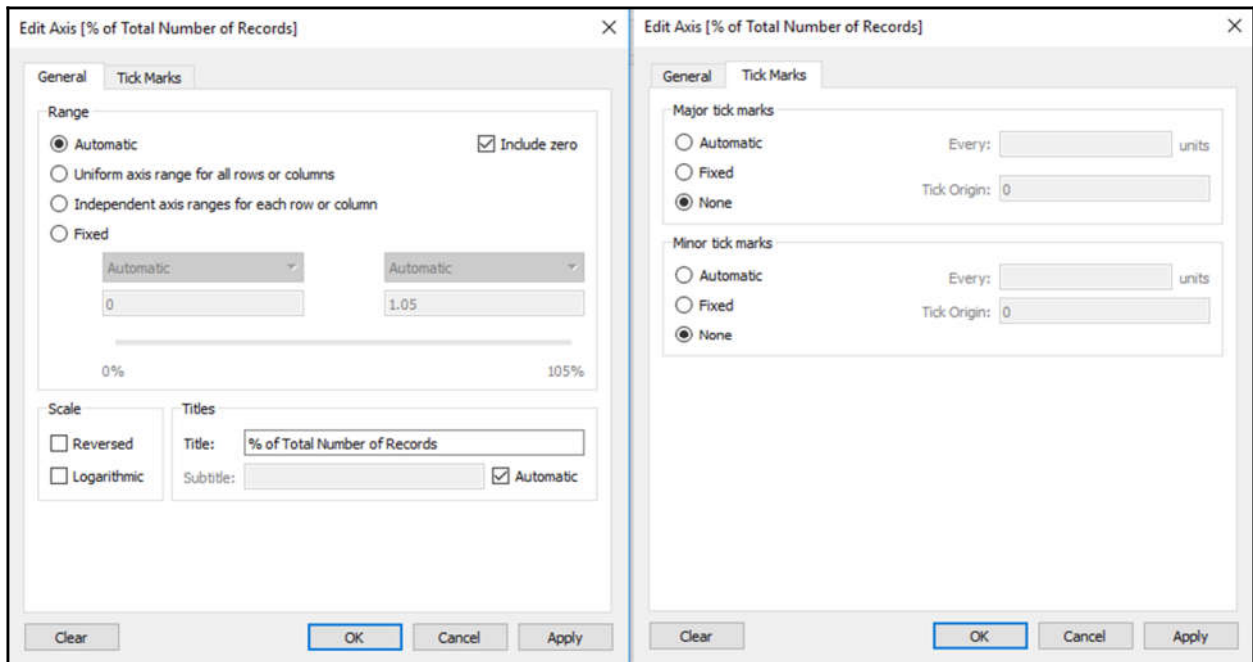 Edit Axis [% of Total Number of Records]
General Tick Marks
Range
Automatic Include zero
Uniform axis range for all rows or columns
Independent axis ranges for each row or column
Fixed
Automatic Automatic
0 1.05
0% 105%
Scale Titles
Reversed Title: % of Total Number of Records
Logarithmic Subtitle: Automatic
Clear OK Cancel Apply
Edit Axis [% of Total Number of Records]
General Tick Marks
Major tick marks
Automatic Every: units
Fixed
Tick Origin: 0
None
Minor tick marks
Automatic Every: units
Fixed Tick Origin: 0
None
Clear OK Cancel Apply